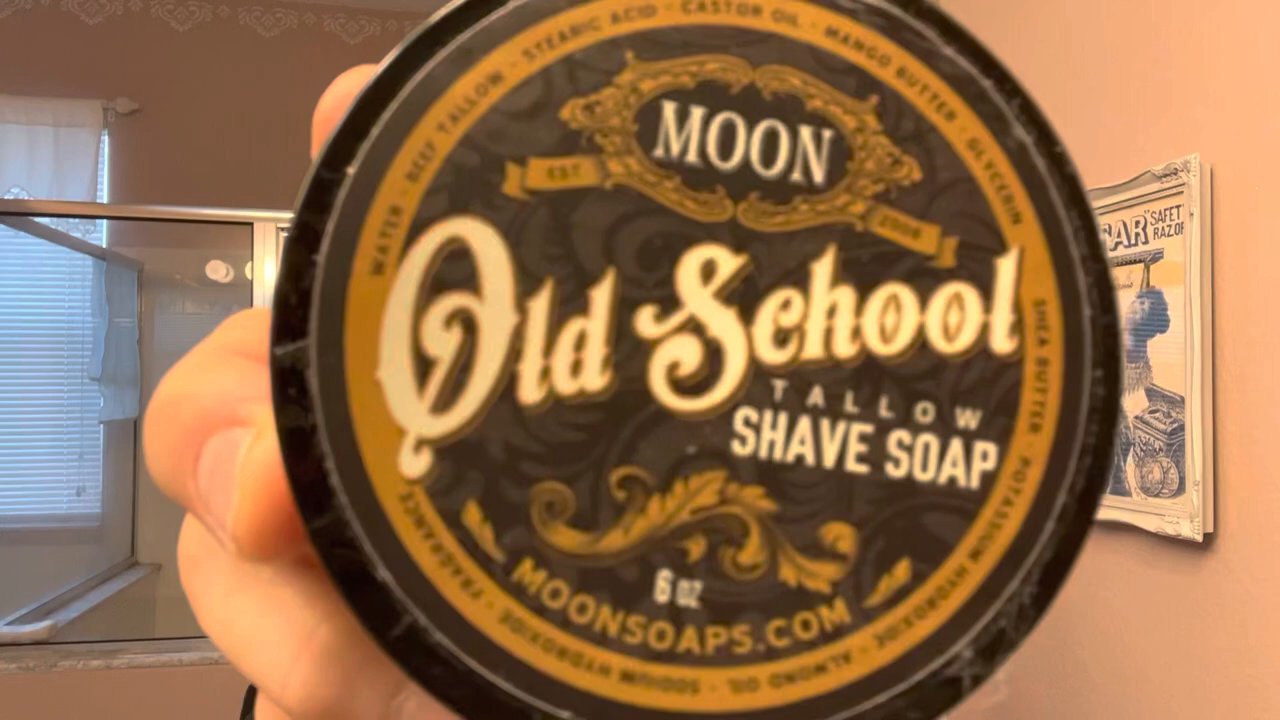 MOON
EST 2008
Old School
TALLOW
SHAVE SOAP
6 oz
MOONSOAPS.COM
WATER · BEEF TALLOW · STEARIC ACID · CASTOR OIL · MANGO BUTTER · GLYCERIN · SHEA BUTTER · POTASSIUM HYDROXIDE · ALMOND OIL · SODIUM HYDROXIDE · FRAGRANCE
"SAFETY
RAZOR